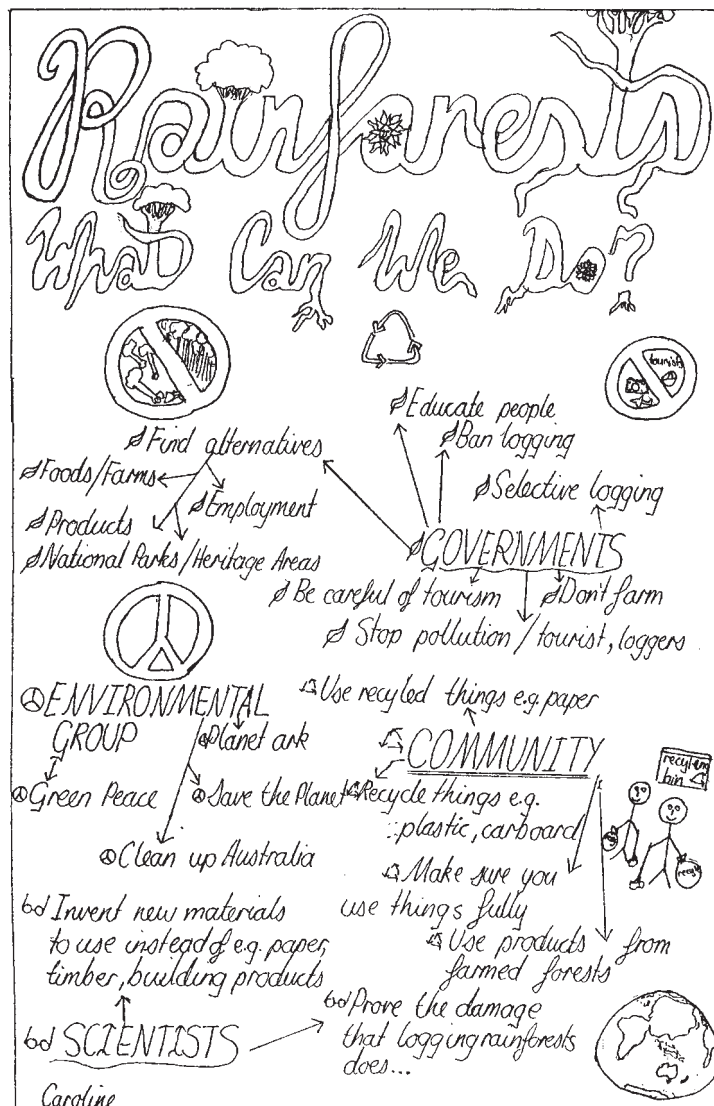 Rainforests
What Can We Do?
tourists
Educate people
Ban logging
Find alternatives
Foods/Farms
Selective logging
Employment
Products
National Parks/Heritage Areas
GOVERNMENTS
Be careful of tourism
Don't farm
Stop pollution/tourist, loggers
Use recyled things e.g. paper
ENVIRONMENTAL
GROUP
Planet ark
COMMUNITY
Green Peace
Save the Planet
Recycle things e.g.
plastic, carboard
Clean up Australia
Make sure you
use things fully
Invent new materials
to use instead of e.g. paper,
timber, building products
Use products from
farmed forests
Prove the damage
that logging rainforests
does...
SCIENTISTS
Caroline